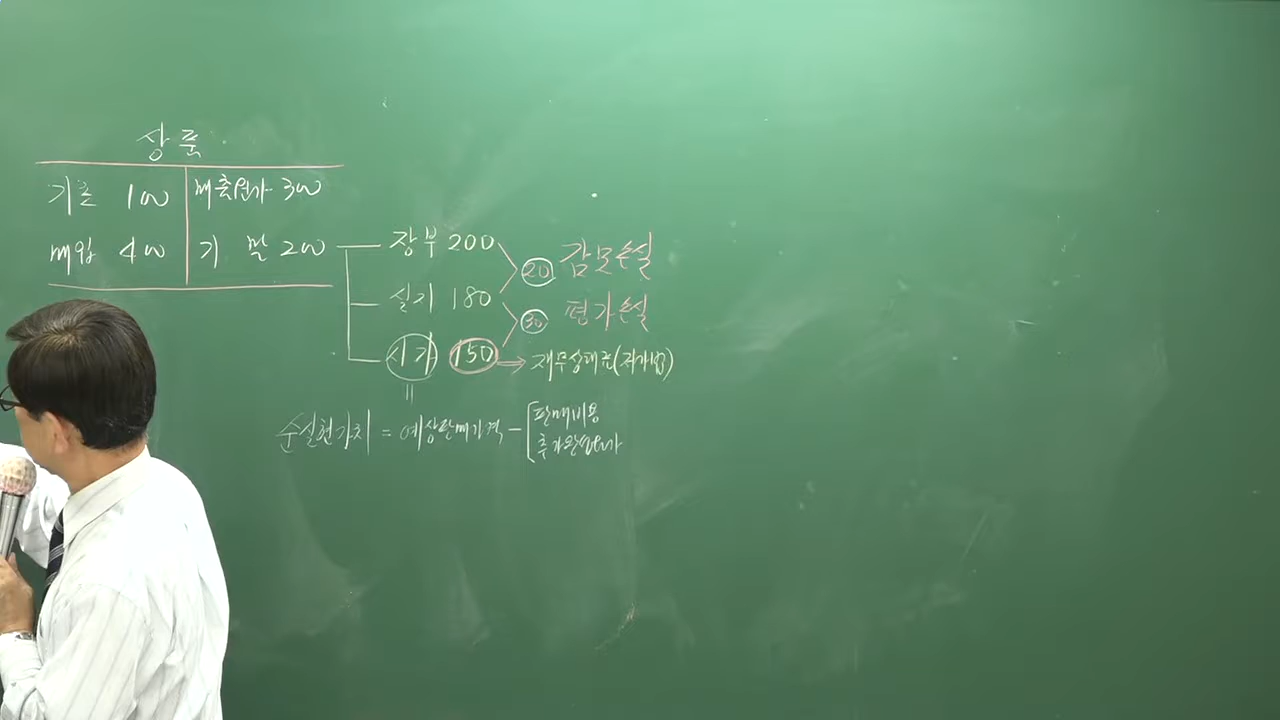 상품
기초 100 매출원가 300
매입 400 기말 200
장부 200
20 감모손실
실기 180
30 평가손실
시가 150 ⇒ 재무상태표(저가법)
=
순실현가치 = 예상판매가격 - [판매비용
추가완성원가